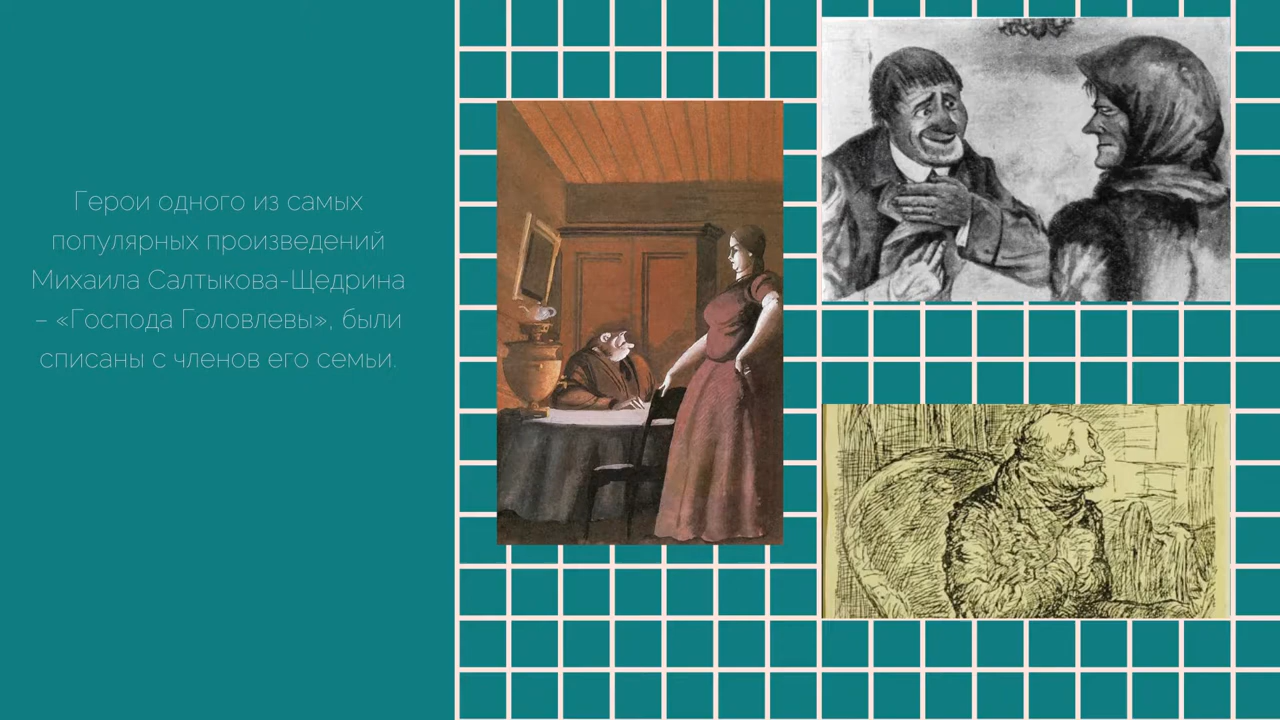 Герои одного из самых
популярных произведений
Михаила Салтыкова-Щедрина
– «Господа Головлевы», были
списаны с членов его семьи.